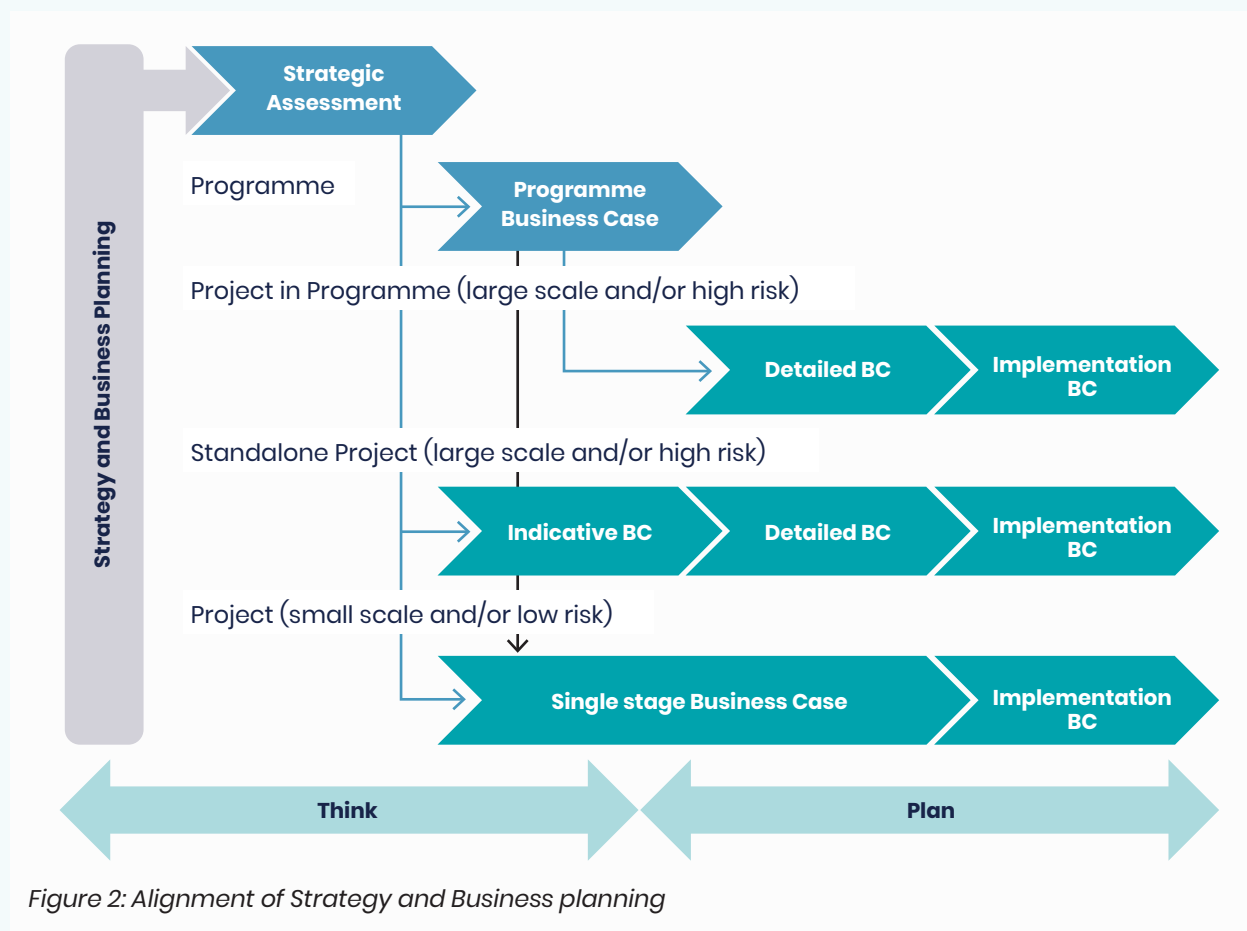 Strategy and Business Planning
Strategic
Assessment
Programme
Programme
Business Case
Project in Programme (large scale and/or high risk)
Detailed BC
Implementation
BC
Standalone Project (large scale and/or high risk)
Indicative BC
Detailed BC
Implementation
BC
Project (small scale and/or low risk)
Single stage Business Case
Implementation
BC
Think
Plan
Figure 2: Alignment of Strategy and Business planning